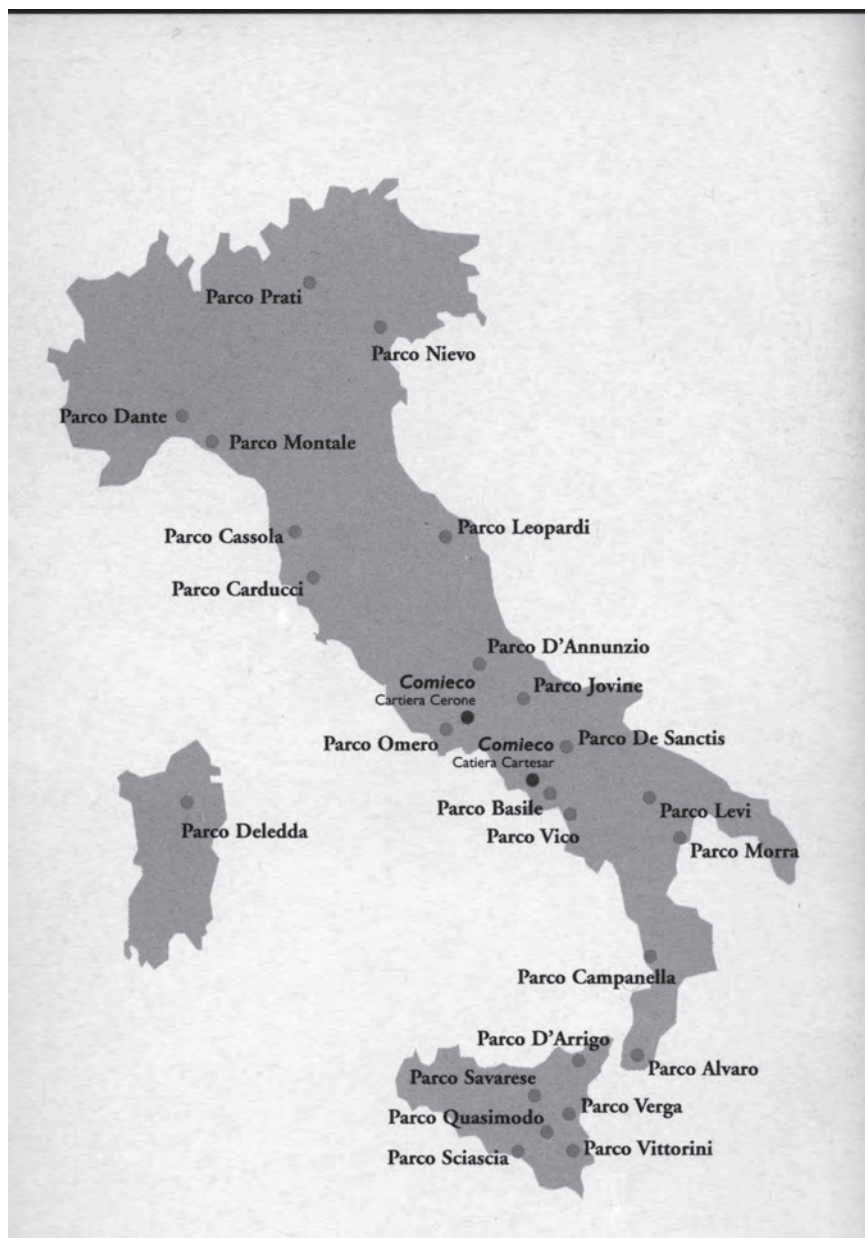 Parco Prati
Parco Nievo
Parco Dante
Parco Montale
Parco Cassola
Parco Leopardi
Parco Carducci
Parco D'Annunzio
Comieco
Cartiera Cerone
Parco Jovine
Parco Omero
Comieco
Catiera Cartesar
Parco De Sanctis
Parco Basile
Parco Levi
Parco Deledda
Parco Vico
Parco Morra
Parco Campanella
Parco D'Arrigo
Parco Alvaro
Parco Savarese
Parco Verga
Parco Quasimodo
Parco Sciascia
Parco Vittorini